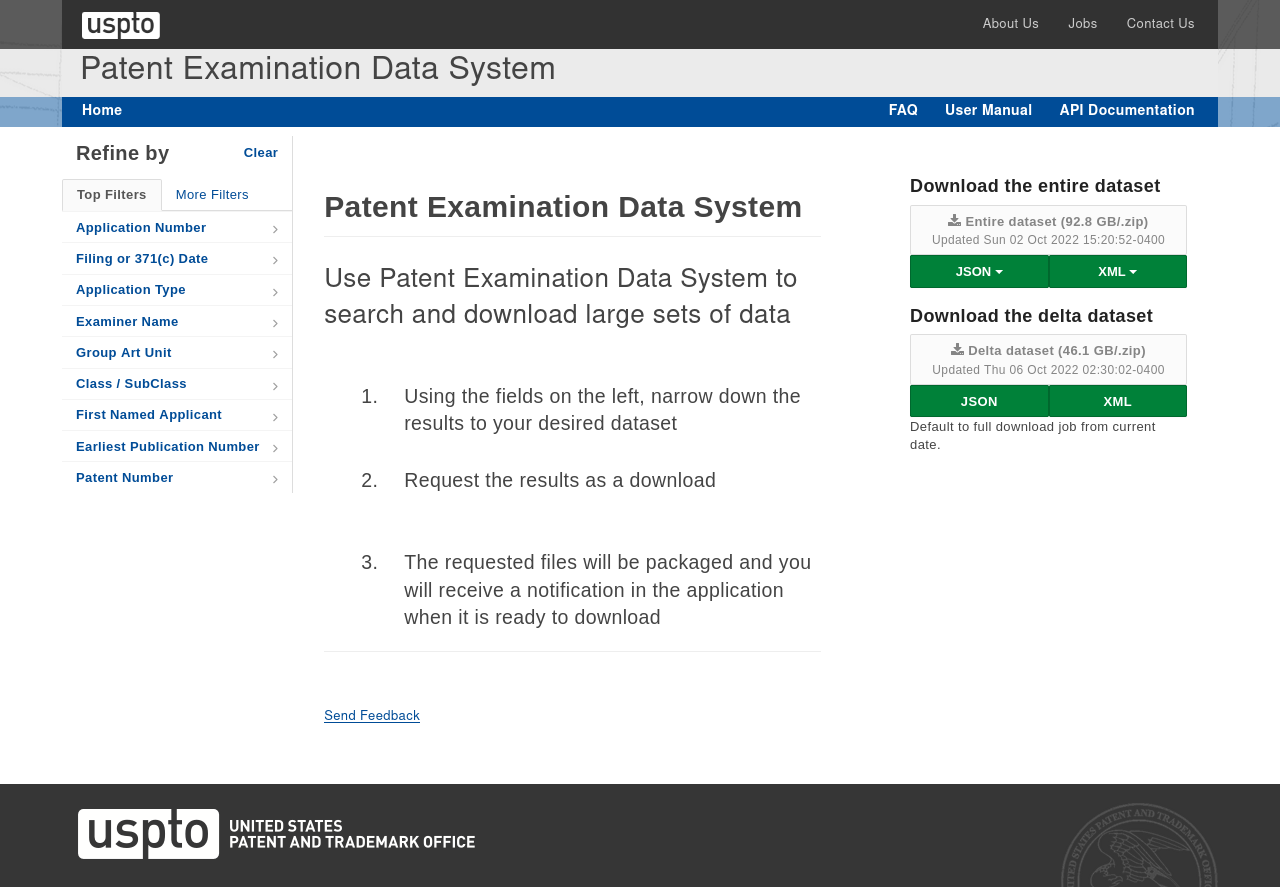 uspto
About Us
Jobs
Contact Us
Patent Examination Data System
Home
FAQ
User Manual
API Documentation
Refine by
Clear
Top Filters
More Filters
Application Number
Filing or 371(c) Date
Application Type
Examiner Name
Group Art Unit
Class / SubClass
First Named Applicant
Earliest Publication Number
Patent Number
Patent Examination Data System
Use Patent Examination Data System to
search and download large sets of data
1. Using the fields on the left, narrow down the
results to your desired dataset
2. Request the results as a download
3. The requested files will be packaged and you
will receive a notification in the application
when it is ready to download
Send Feedback
Download the entire dataset
Entire dataset (92.8 GB/.zip)
Updated Sun 02 Oct 2022 15:20:52-0400
JSON
XML
Download the delta dataset
Delta dataset (46.1 GB/.zip)
Updated Thu 06 Oct 2022 02:30:02-0400
JSON
XML
Default to full download job from current
date.
uspto
UNITED STATES
PATENT AND TRADEMARK OFFICE
STATES PATENT AND TRADEMARK